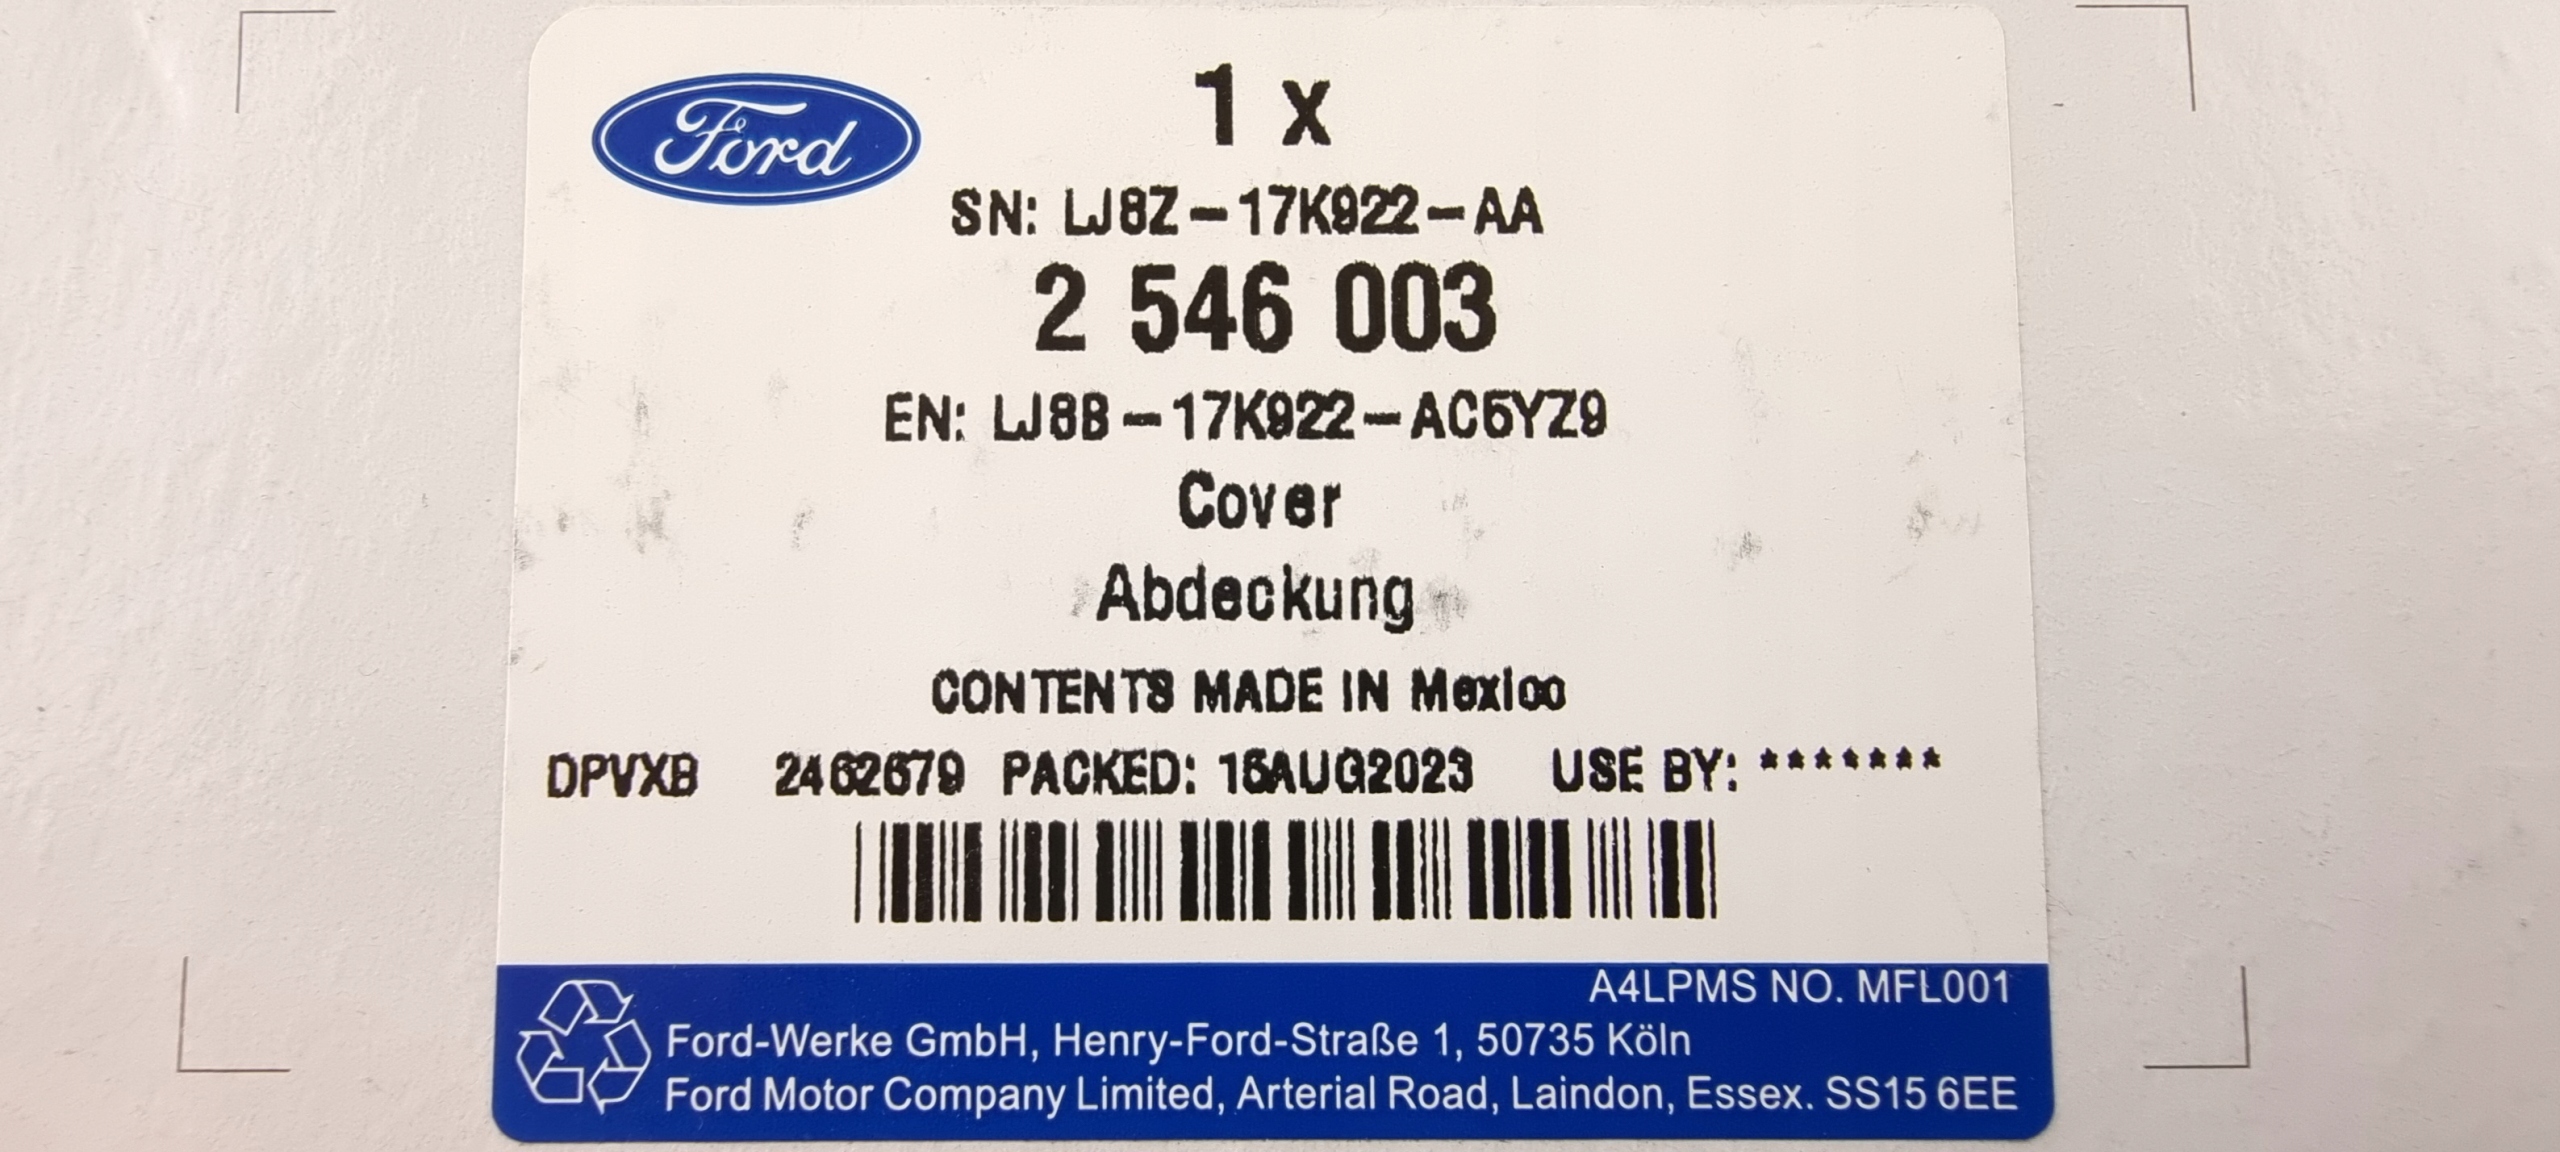 Ford
1 x
SN: LJ8Z-17K922-AA
2 546 003
EN: LJ8B-17K922-AC5YZ9
Cover
Abdeckung
CONTENTS MADE IN Mexico
DPVXB 2462679 PACKED: 15AUG2023 USE BY: *******
A4LPMS NO. MFL001
Ford-Werke GmbH, Henry-Ford-Straße 1, 50735 Köln
Ford Motor Company Limited, Arterial Road, Laindon, Essex. SS15 6EE